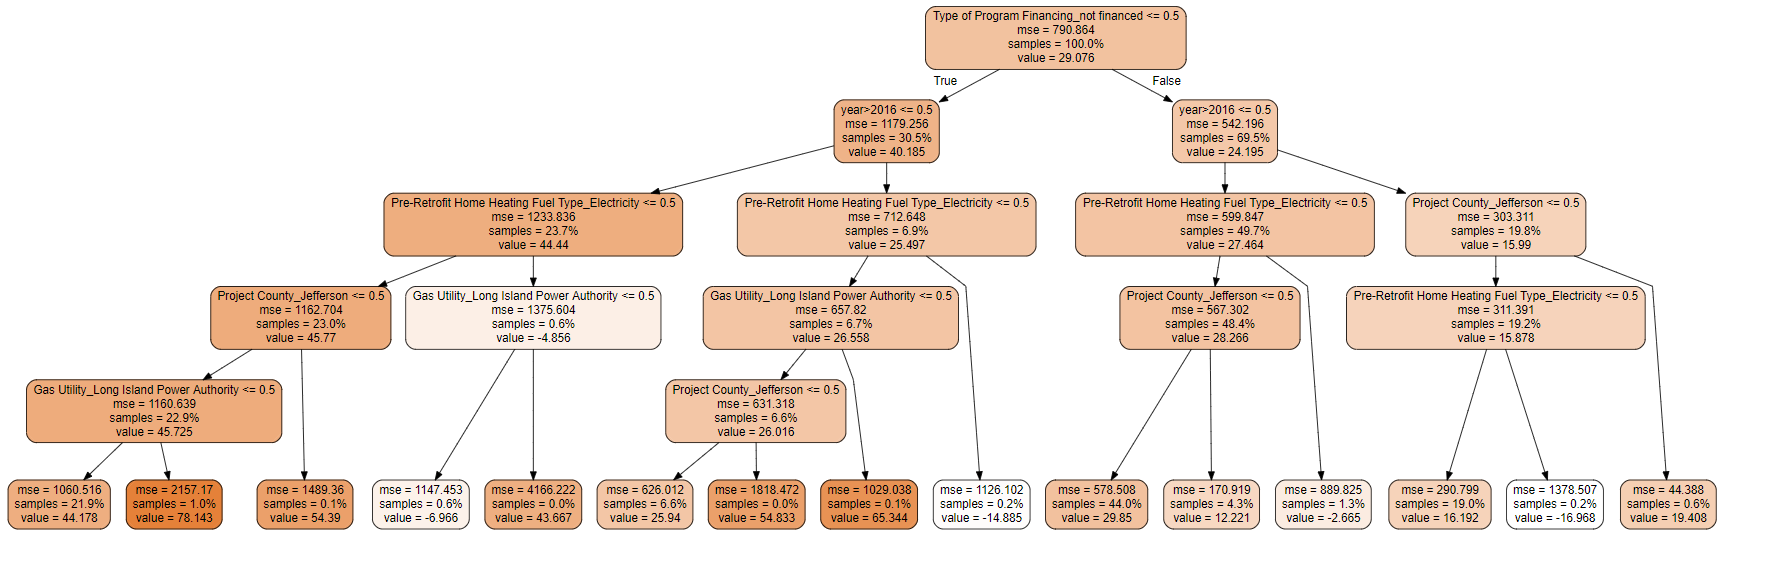 Type of Program Financing_not financed <= 0.5
mse = 790.864
samples = 100.0%
value = 29.076
True
False
year>2016 <= 0.5
mse = 1179.256
samples = 30.5%
value = 40.185
year>2016 <= 0.5
mse = 542.196
samples = 69.5%
value = 24.195
Pre-Retrofit Home Heating Fuel Type_Electricity <= 0.5
mse = 1233.836
samples = 23.7%
value = 44.44
Pre-Retrofit Home Heating Fuel Type_Electricity <= 0.5
mse = 712.648
samples = 6.9%
value = 25.497
Pre-Retrofit Home Heating Fuel Type_Electricity <= 0.5
mse = 599.847
samples = 49.7%
value = 27.464
Project County_Jefferson <= 0.5
mse = 303.311
samples = 19.8%
value = 15.99
Project County_Jefferson <= 0.5
mse = 1162.704
samples = 23.0%
value = 45.77
Gas Utility_Long Island Power Authority <= 0.5
mse = 1375.604
samples = 0.6%
value = -4.856
Gas Utility_Long Island Power Authority <= 0.5
mse = 657.82
samples = 6.7%
value = 26.558
Project County_Jefferson <= 0.5
mse = 567.302
samples = 48.4%
value = 28.266
Pre-Retrofit Home Heating Fuel Type_Electricity <= 0.5
mse = 311.391
samples = 19.2%
value = 15.878
Gas Utility_Long Island Power Authority <= 0.5
mse = 1160.639
samples = 22.9%
value = 45.725
Project County_Jefferson <= 0.5
mse = 631.318
samples = 6.6%
value = 26.016
mse = 1060.516
samples = 21.9%
value = 44.178
mse = 2157.17
samples = 1.0%
value = 78.143
mse = 1489.36
samples = 0.1%
value = 54.39
mse = 1147.453
samples = 0.6%
value = -6.966
mse = 4166.222
samples = 0.0%
value = 43.667
mse = 626.012
samples = 6.6%
value = 25.94
mse = 1818.472
samples = 0.0%
value = 54.833
mse = 1029.038
samples = 0.1%
value = 65.344
mse = 1126.102
samples = 0.2%
value = -14.885
mse = 578.508
samples = 44.0%
value = 29.85
mse = 170.919
samples = 4.3%
value = 12.221
mse = 889.825
samples = 1.3%
value = -2.665
mse = 290.799
samples = 19.0%
value = 16.192
mse = 1378.507
samples = 0.2%
value = -16.968
mse = 44.388
samples = 0.6%
value = 19.408